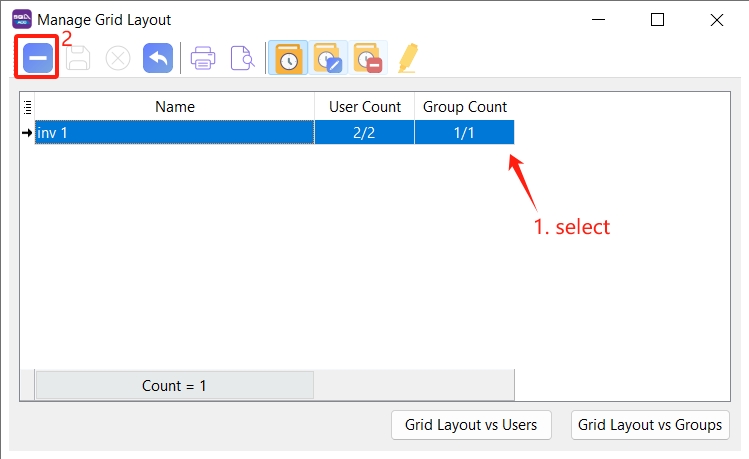 Manage Grid Layout
2
Name User Count Group Count
inv 1 2/2 1/1
1. select
Count = 1
Grid Layout vs Users Grid Layout vs Groups